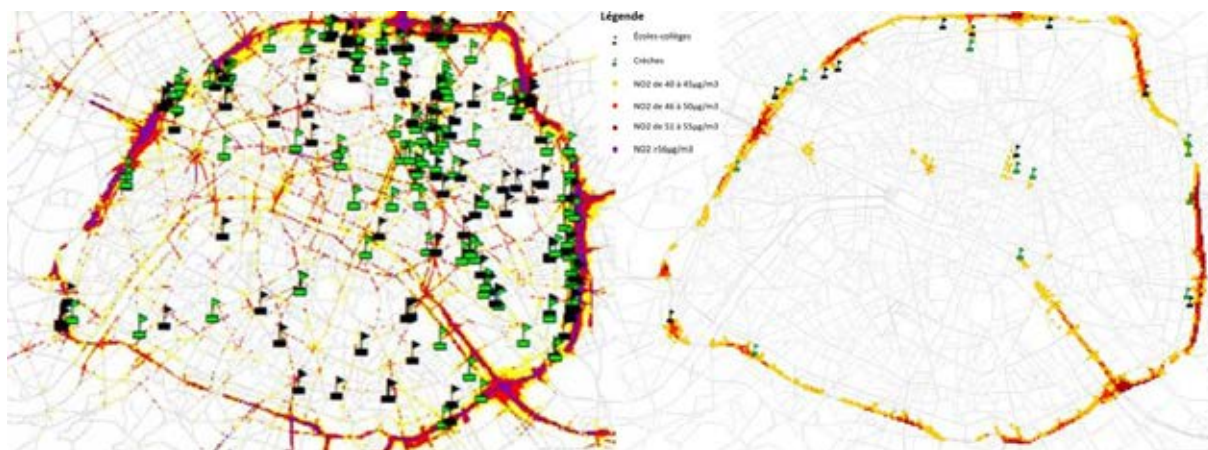 Légende
Écoles-collèges
Crèches
NO2 de 40 à 45µg/m3
NO2 de 46 à 50µg/m3
NO2 de 51 à 55µg/m3
NO2 ≥56µg/m3